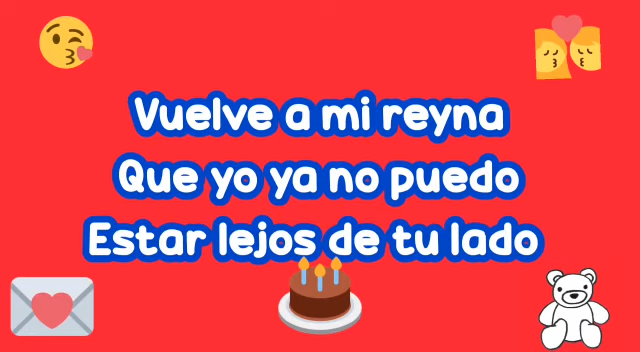 Vuelve a mi reyna
Que yo ya no puedo
Estar lejos de tu lado